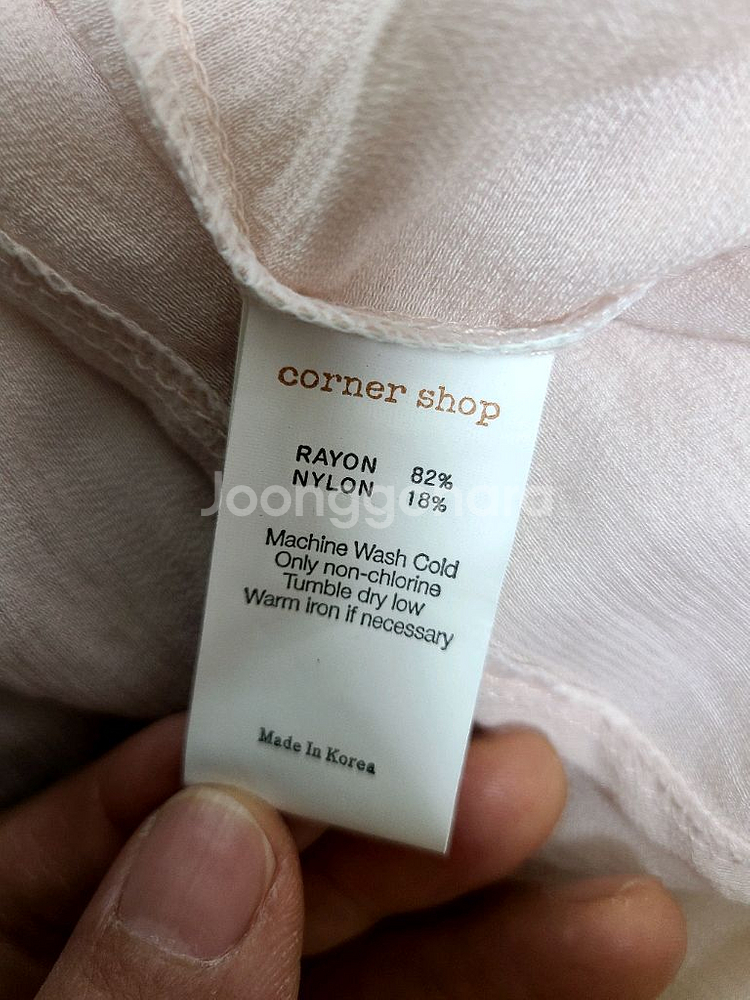 corner shop
RAYON 82%
NYLON 18%
Joonggonara
Machine Wash Cold
Only non-chlorine
Tumble dry low
Warm iron if necessary
Made In Korea